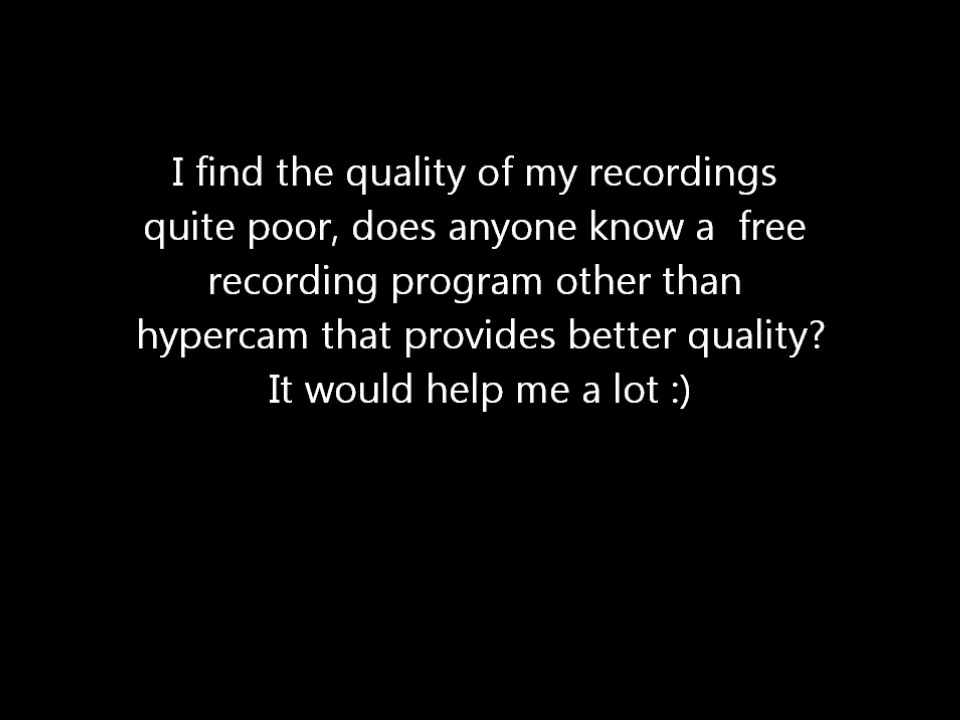 I find the quality of my recordings
quite poor, does anyone know a  free
recording program other than
hypercam that provides better quality?
It would help me a lot :)